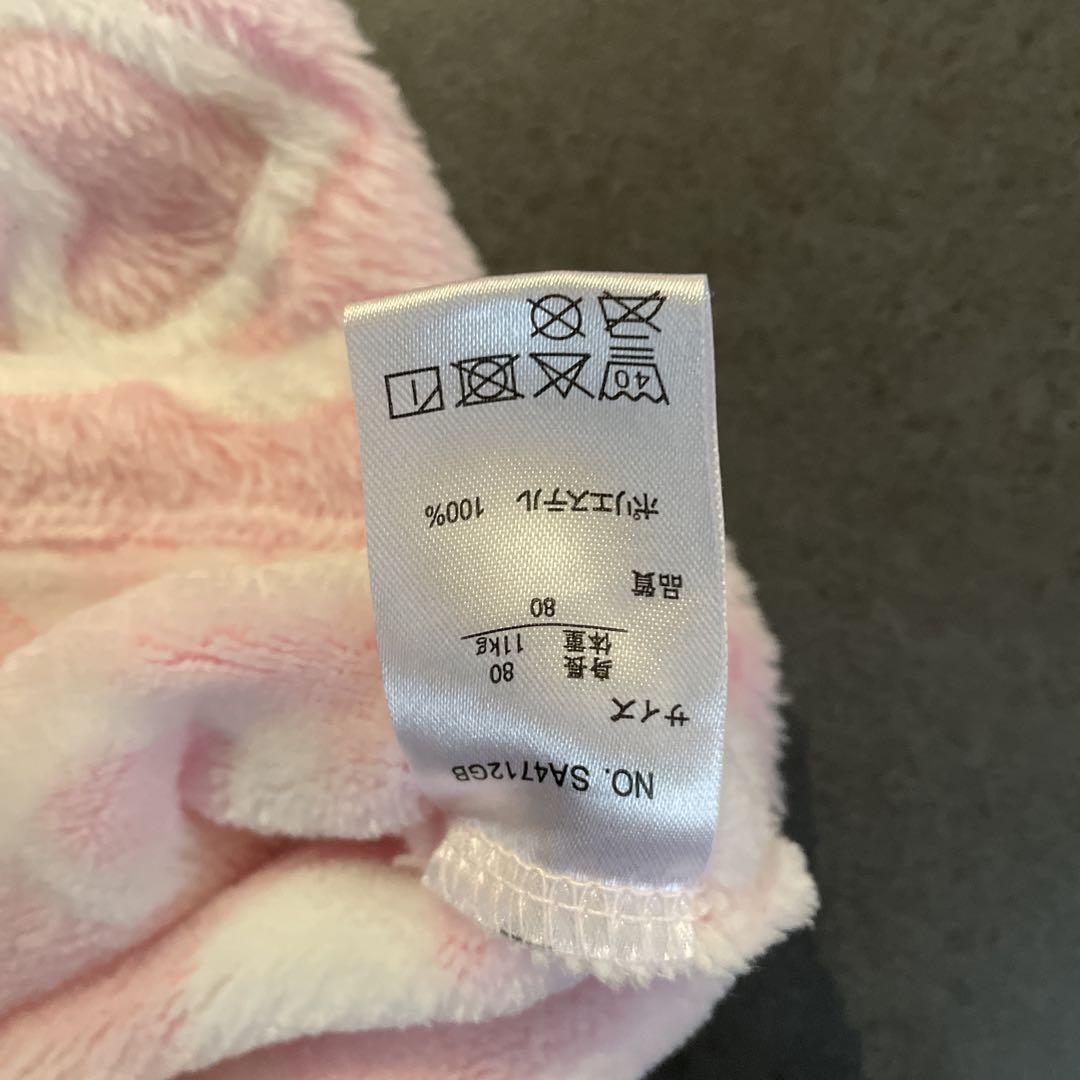 NO. SA4712GB
サイズ
身長 80
体重 11kg
80
品質
ポリエステル 100%
40